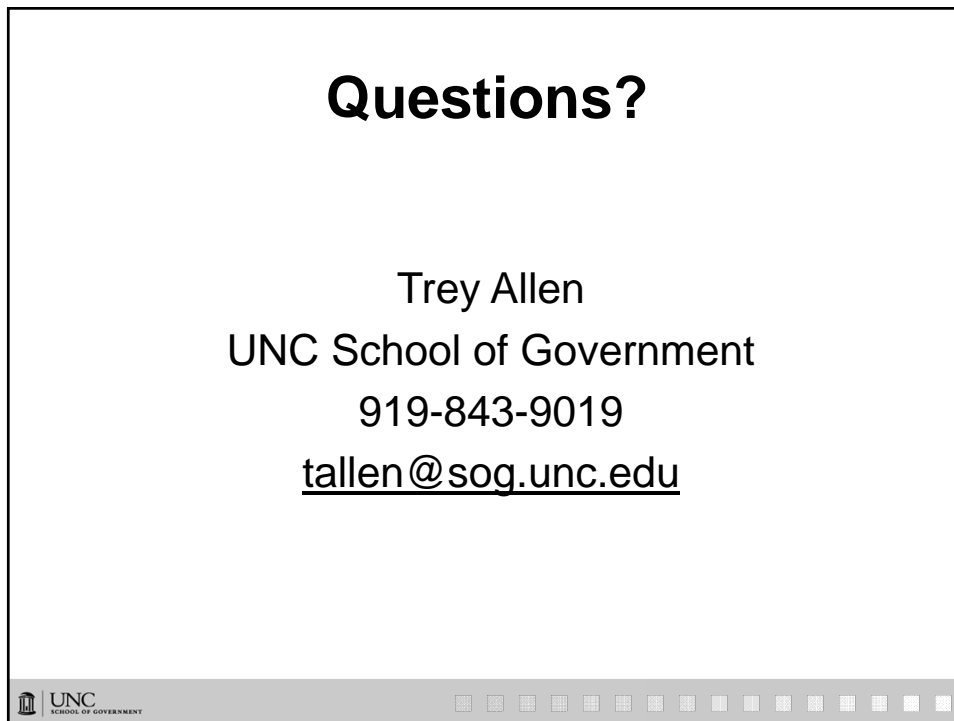 Questions?
Trey Allen
UNC School of Government
919-843-9019
tallen@sog.unc.edu
UNC
SCHOOL OF GOVERNMENT